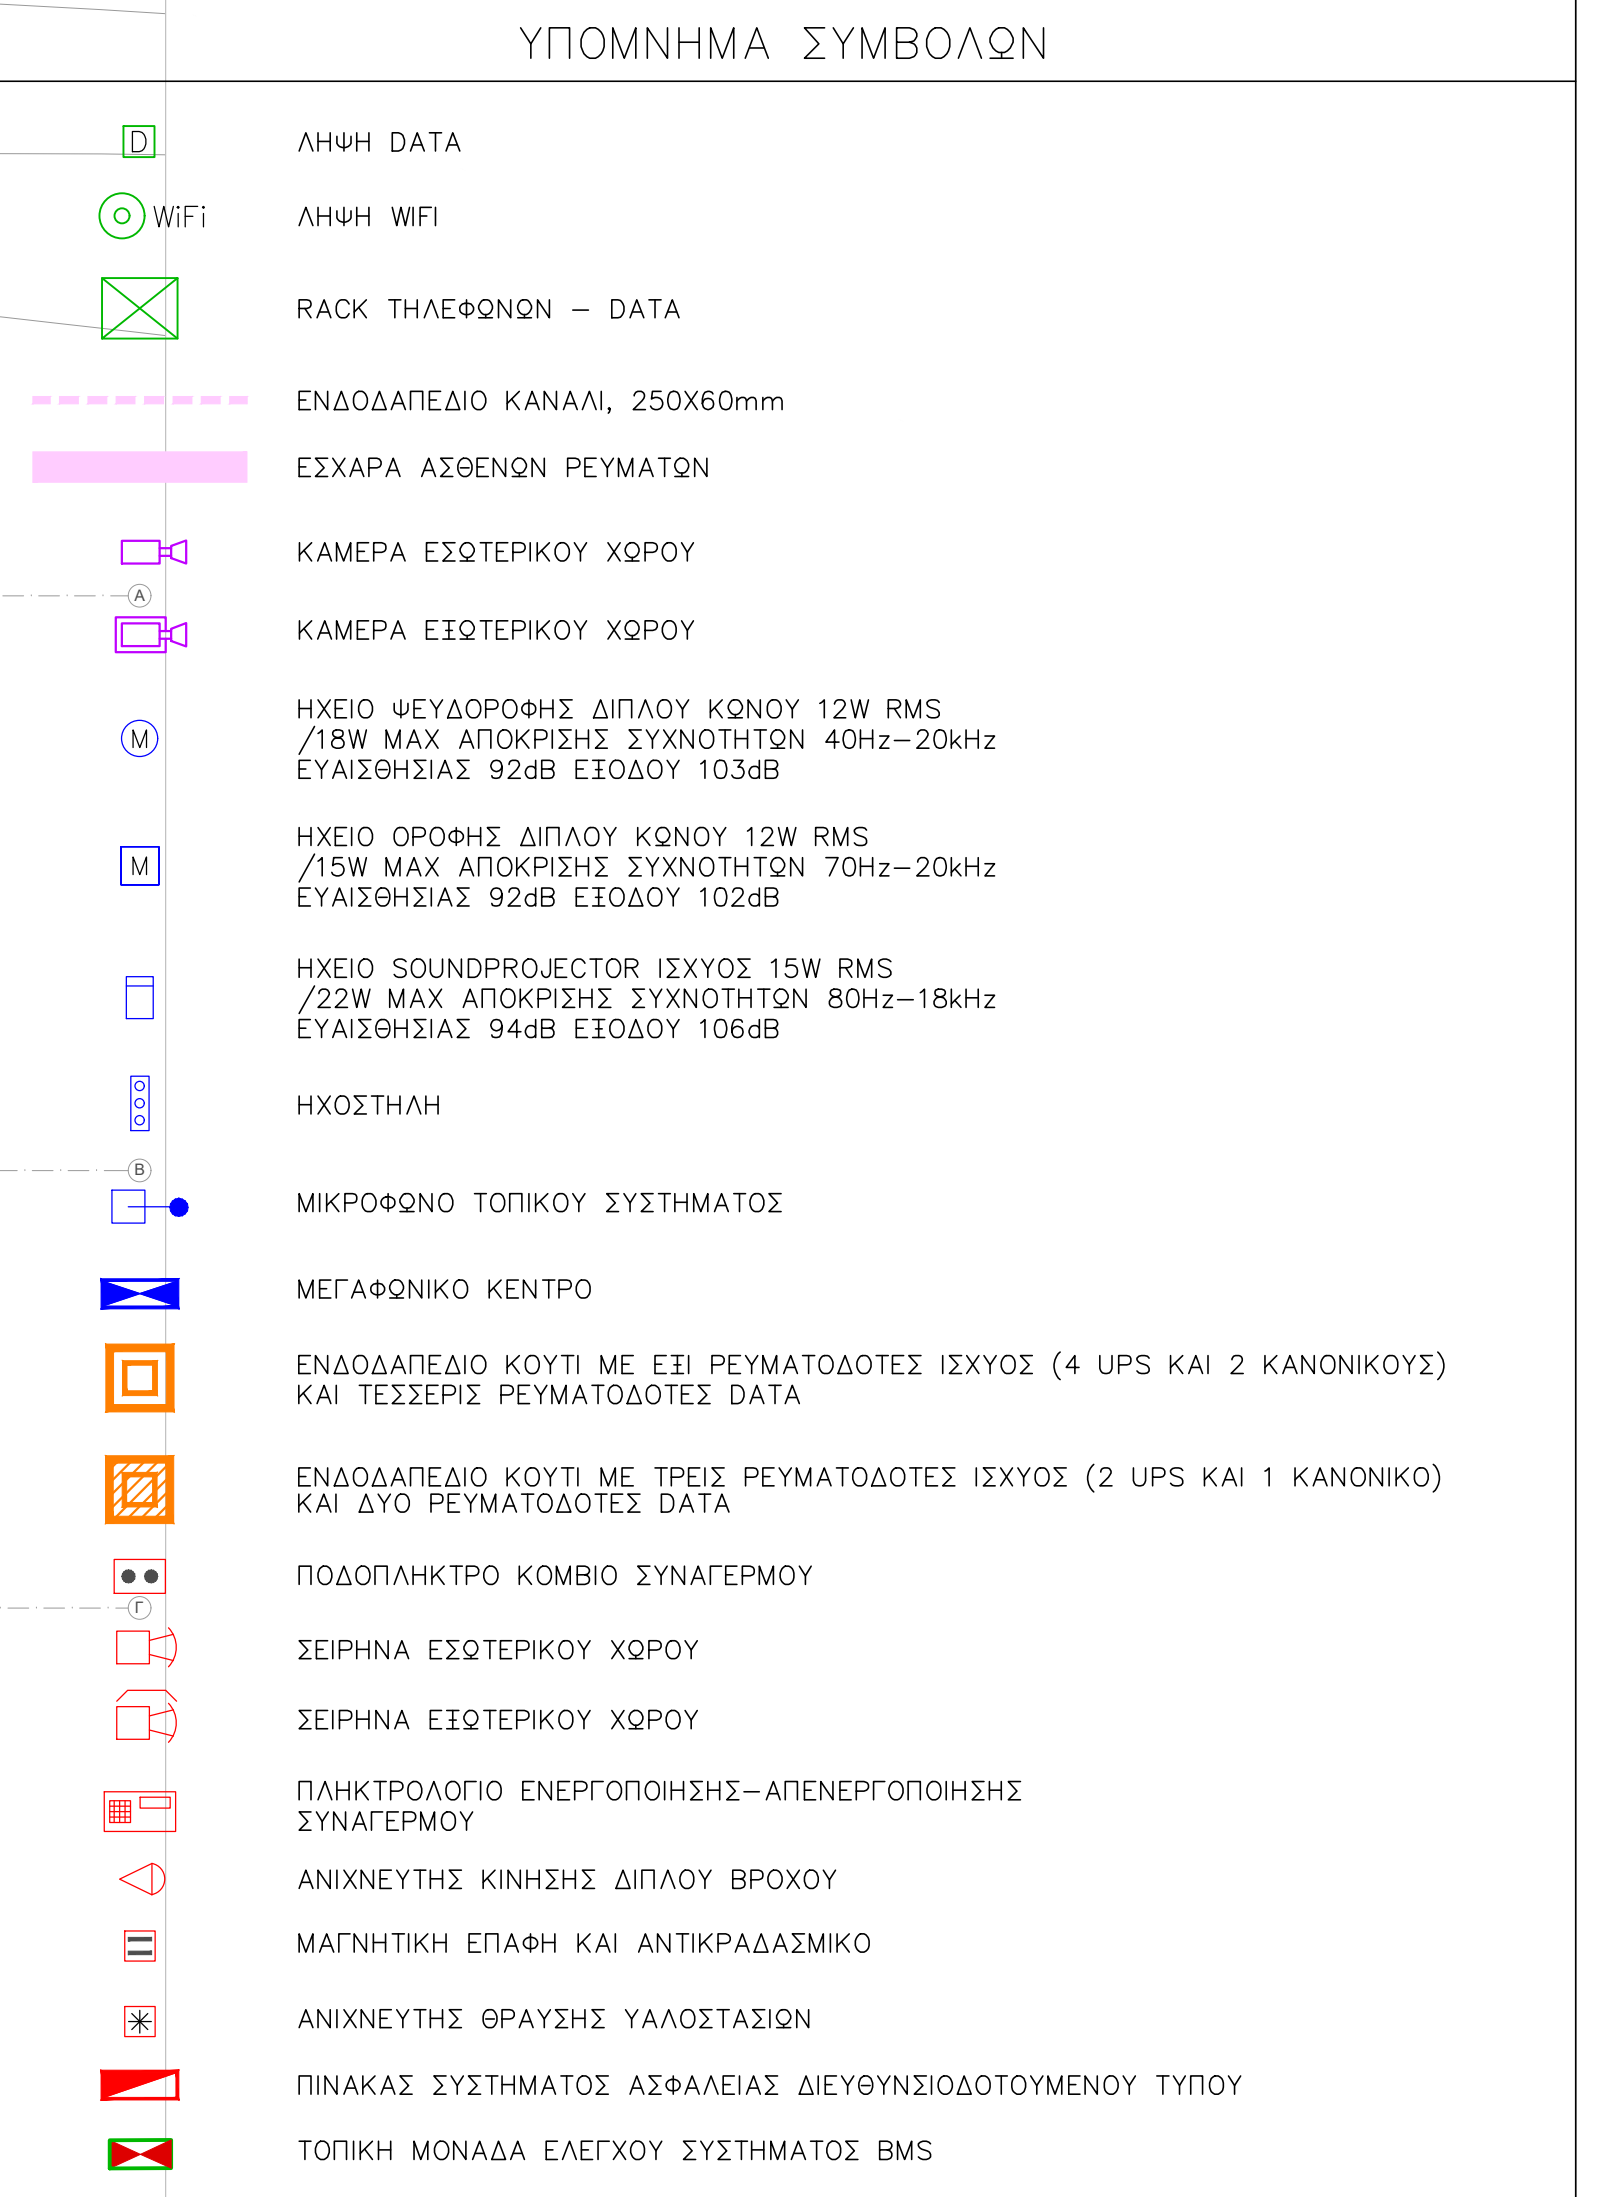 ΥΠΟΜΝΗΜΑ ΣΥΜΒΟΛΩΝ
D ΛΗΨΗ DATA
WiFi ΛΗΨΗ WIFI
RACK ΤΗΛΕΦΩΝΩΝ – DATA
ΕΝΔΟΔΑΠΕΔΙΟ ΚΑΝΑΛΙ, 250X60mm
ΕΣΧΑΡΑ ΑΣΘΕΝΩΝ ΡΕΥΜΑΤΩΝ
ΚΑΜΕΡΑ ΕΣΩΤΕΡΙΚΟΥ ΧΩΡΟΥ
A
ΚΑΜΕΡΑ ΕΞΩΤΕΡΙΚΟΥ ΧΩΡΟΥ
ΗΧΕΙΟ ΨΕΥΔΟΡΟΦΗΣ ΔΙΠΛΟΥ ΚΩΝΟΥ 12W RMS
M /18W MAX ΑΠΟΚΡΙΣΗΣ ΣΥΧΝΟΤΗΤΩΝ 40Hz–20kHz
ΕΥΑΙΣΘΗΣΙΑΣ 92dB ΕΞΟΔΟΥ 103dB
ΗΧΕΙΟ ΟΡΟΦΗΣ ΔΙΠΛΟΥ ΚΩΝΟΥ 12W RMS
M /15W MAX ΑΠΟΚΡΙΣΗΣ ΣΥΧΝΟΤΗΤΩΝ 70Hz–20kHz
ΕΥΑΙΣΘΗΣΙΑΣ 92dB ΕΞΟΔΟΥ 102dB
ΗΧΕΙΟ SOUNDPROJECTOR ΙΣΧΥΟΣ 15W RMS
/22W MAX ΑΠΟΚΡΙΣΗΣ ΣΥΧΝΟΤΗΤΩΝ 80Hz–18kHz
ΕΥΑΙΣΘΗΣΙΑΣ 94dB ΕΞΟΔΟΥ 106dB
ΗΧΟΣΤΗΛΗ
B
ΜΙΚΡΟΦΩΝΟ ΤΟΠΙΚΟΥ ΣΥΣΤΗΜΑΤΟΣ
ΜΕΓΑΦΩΝΙΚΟ ΚΕΝΤΡΟ
ΕΝΔΟΔΑΠΕΔΙΟ ΚΟΥΤΙ ΜΕ ΕΞΙ ΡΕΥΜΑΤΟΔΟΤΕΣ ΙΣΧΥΟΣ (4 UPS ΚΑΙ 2 ΚΑΝΟΝΙΚΟΥΣ)
ΚΑΙ ΤΕΣΣΕΡΙΣ ΡΕΥΜΑΤΟΔΟΤΕΣ DATA
ΕΝΔΟΔΑΠΕΔΙΟ ΚΟΥΤΙ ΜΕ ΤΡΕΙΣ ΡΕΥΜΑΤΟΔΟΤΕΣ ΙΣΧΥΟΣ (2 UPS ΚΑΙ 1 ΚΑΝΟΝΙΚΟ)
ΚΑΙ ΔΥΟ ΡΕΥΜΑΤΟΔΟΤΕΣ DATA
ΠΟΔΟΠΛΗΚΤΡΟ ΚΟΜΒΙΟ ΣΥΝΑΓΕΡΜΟΥ
Γ
ΣΕΙΡΗΝΑ ΕΣΩΤΕΡΙΚΟΥ ΧΩΡΟΥ
ΣΕΙΡΗΝΑ ΕΞΩΤΕΡΙΚΟΥ ΧΩΡΟΥ
ΠΛΗΚΤΡΟΛΟΓΙΟ ΕΝΕΡΓΟΠΟΙΗΣΗΣ–ΑΠΕΝΕΡΓΟΠΟΙΗΣΗΣ
ΣΥΝΑΓΕΡΜΟΥ
ΑΝΙΧΝΕΥΤΗΣ ΚΙΝΗΣΗΣ ΔΙΠΛΟΥ ΒΡΟΧΟΥ
ΜΑΓΝΗΤΙΚΗ ΕΠΑΦΗ ΚΑΙ ΑΝΤΙΚΡΑΔΑΣΜΙΚΟ
ΑΝΙΧΝΕΥΤΗΣ ΘΡΑΥΣΗΣ ΥΑΛΟΣΤΑΣΙΩΝ
ΠΙΝΑΚΑΣ ΣΥΣΤΗΜΑΤΟΣ ΑΣΦΑΛΕΙΑΣ ΔΙΕΥΘΥΝΣΙΟΔΟΤΟΥΜΕΝΟΥ ΤΥΠΟΥ
ΤΟΠΙΚΗ ΜΟΝΑΔΑ ΕΛΕΓΧΟΥ ΣΥΣΤΗΜΑΤΟΣ BMS